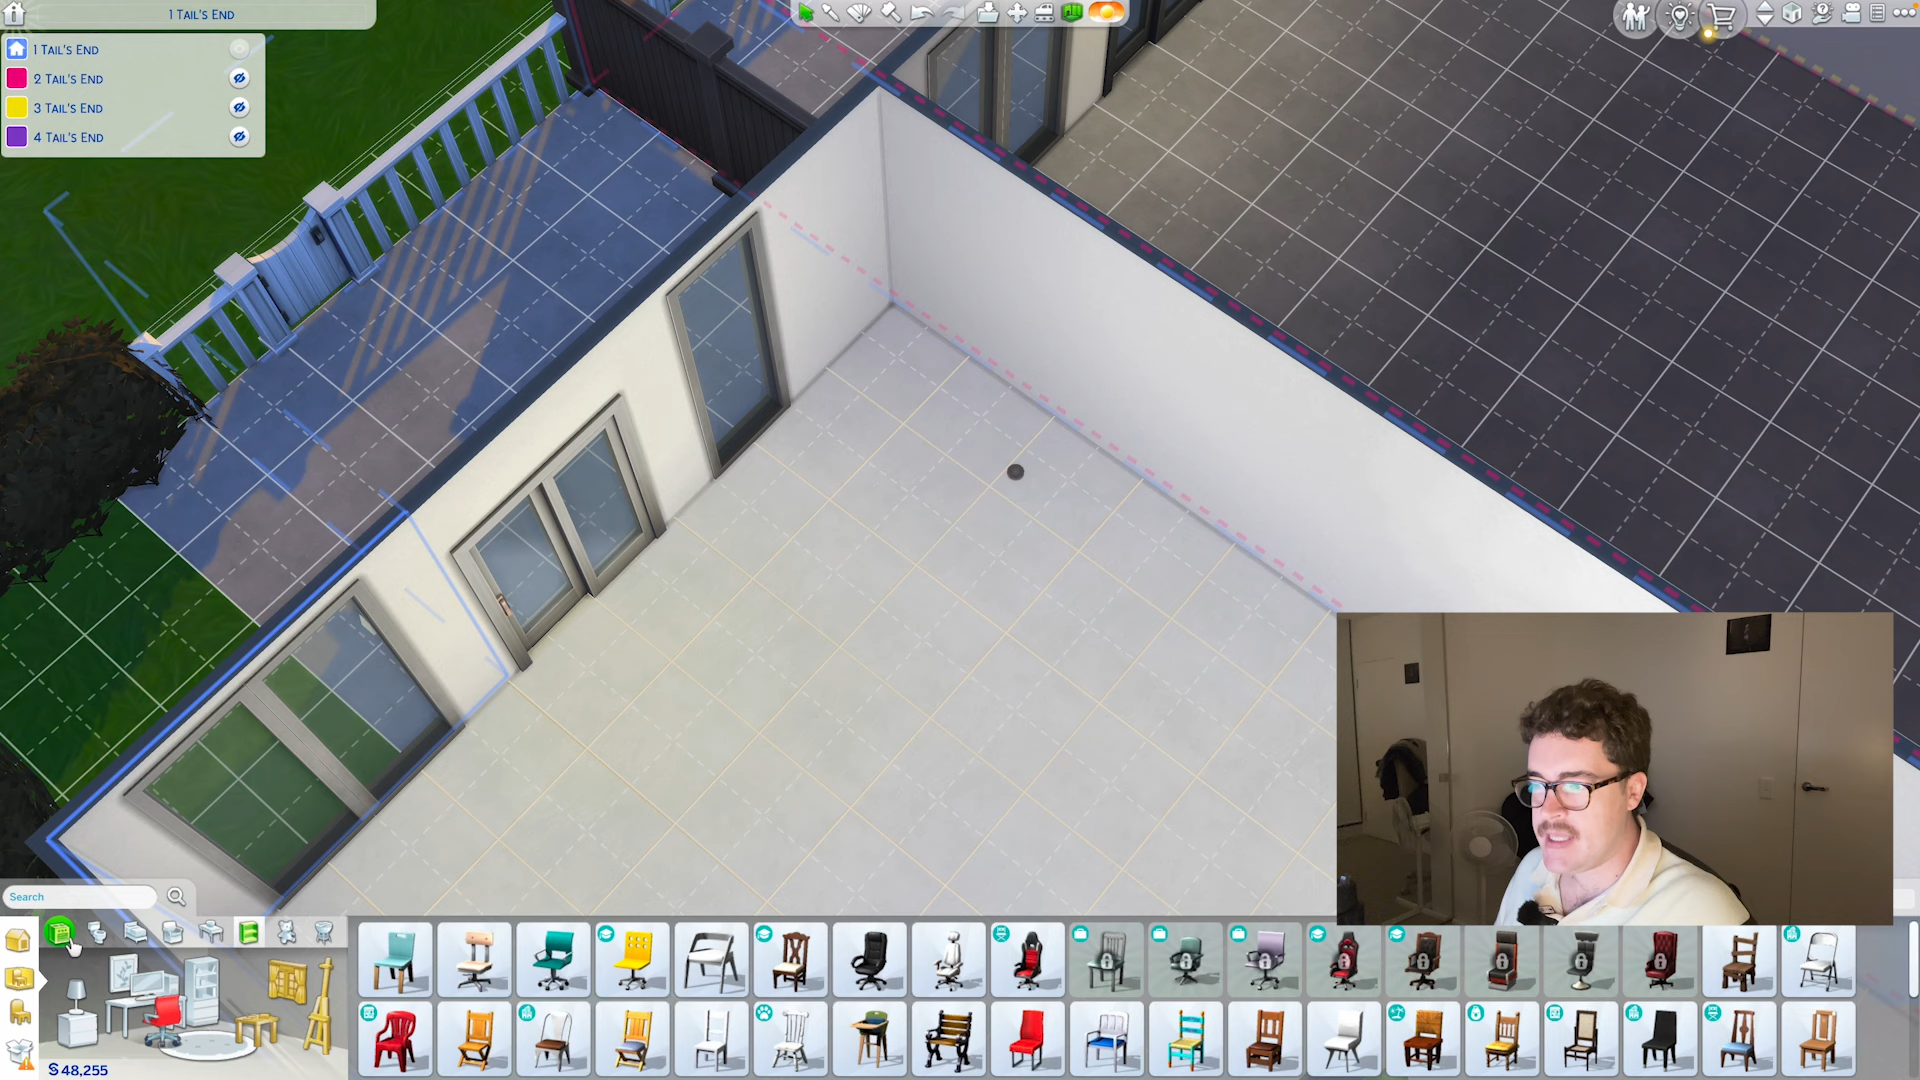 1 Tail's End
1 Tail's End
2 Tail's End
3 Tail's End
4 Tail's End
Search
§48,255